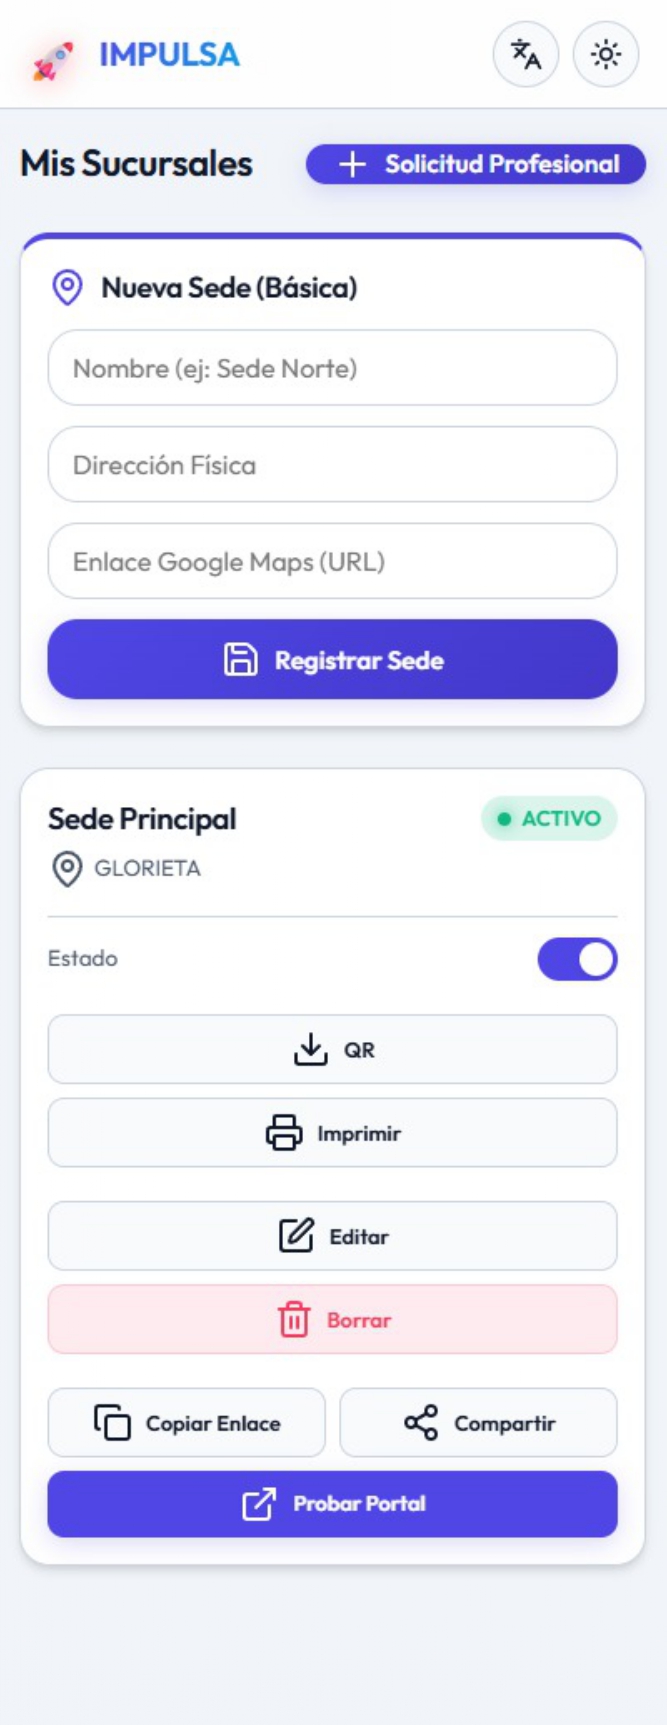 IMPULSA
Mis Sucursales
Solicitud Profesional
Nueva Sede (Básica)
Nombre (ej: Sede Norte)
Dirección Física
Enlace Google Maps (URL)
Registrar Sede
Sede Principal
ACTIVO
GLORIETA
Estado
QR
Imprimir
Editar
Borrar
Copiar Enlace
Compartir
Probar Portal